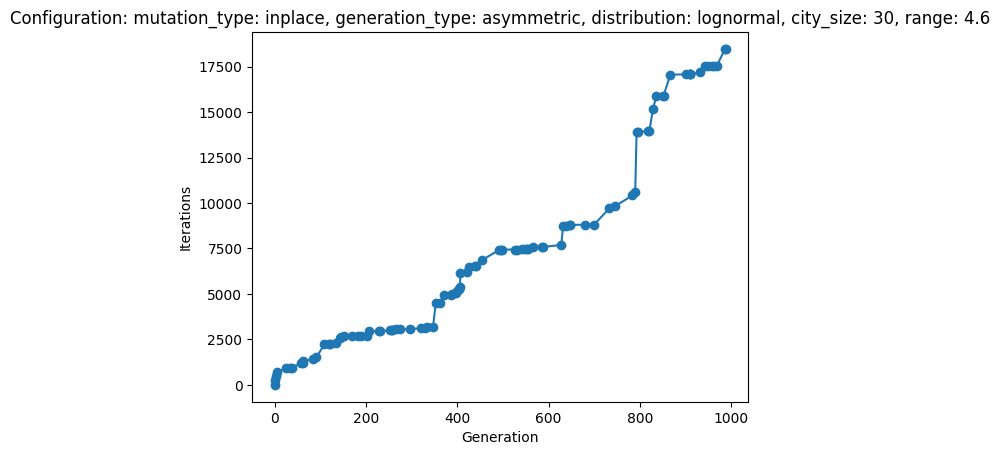 Configuration: mutation_type: inplace, generation_type: asymmetric, distribution: lognormal, city_size: 30, range: 4.6
17500
15000
12500
10000
7500
5000
2500
0
Iterations
0 200 400 600 800 1000
Generation